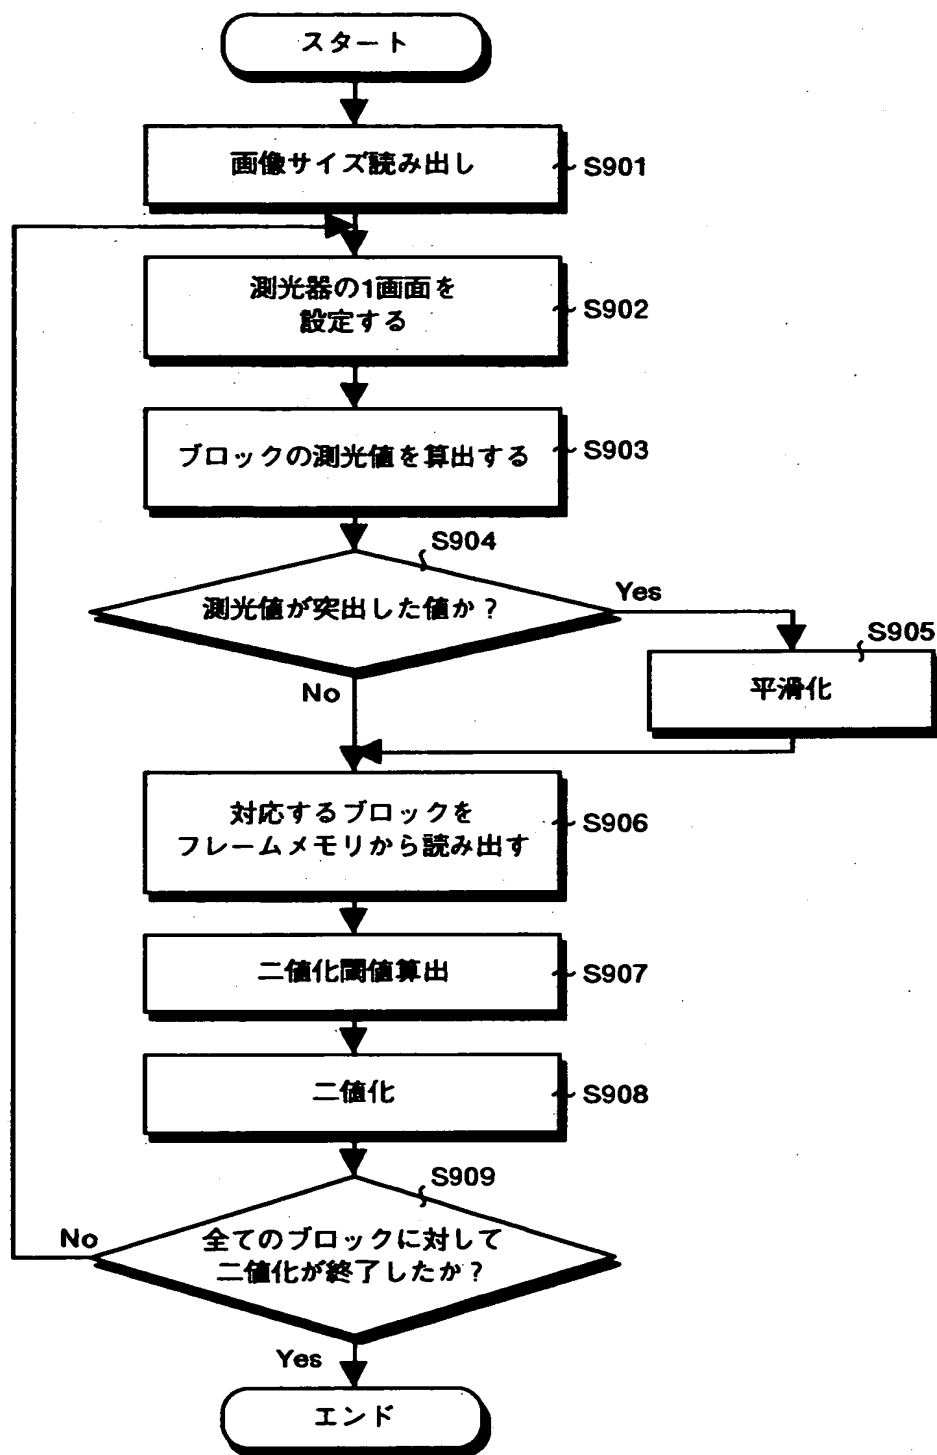 スタート
画像サイズ読み出し
S901
測光器の1画面を
設定する
S902
ブロックの測光値を算出する
S903
S904
測光値が突出した値か？
Yes
S905
平滑化
No
対応するブロックを
フレームメモリから読み出す
S906
二値化閾値算出
S907
二値化
S908
S909
全てのブロックに対して
二値化が終了したか？
No
Yes
エンド